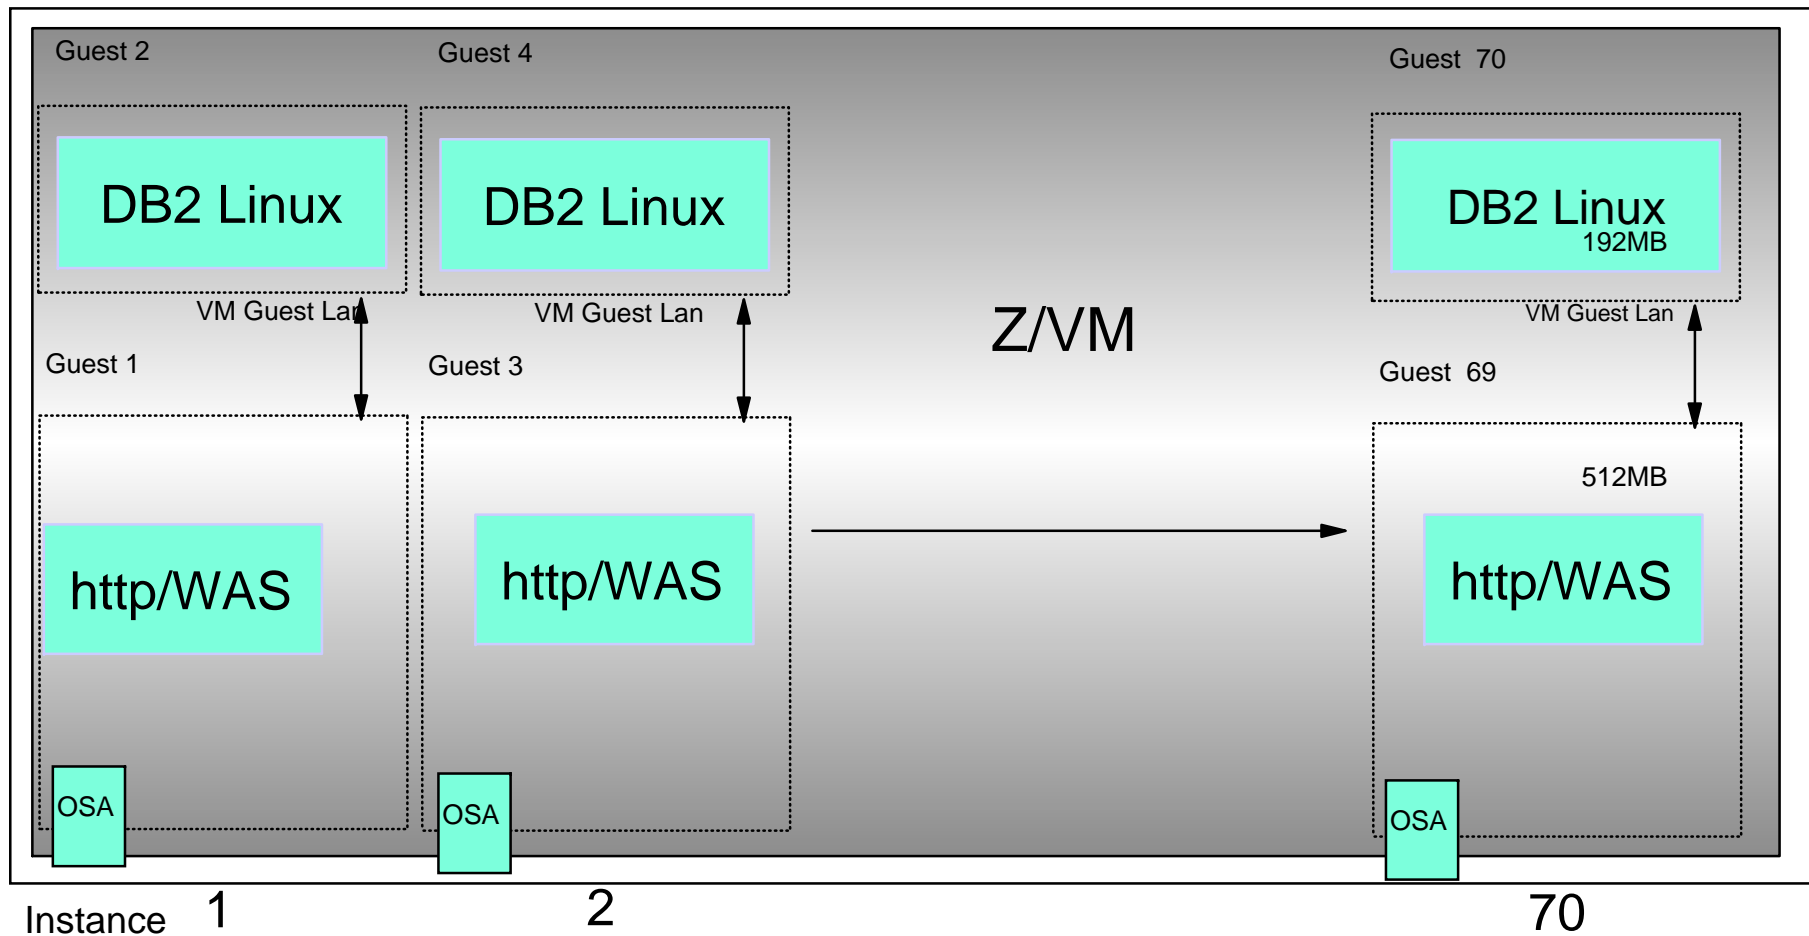 Guest 2
Guest 4
Guest 70
DB2 Linux
DB2 Linux
DB2 Linux
192MB
VM Guest Lan
VM Guest Lan
VM Guest Lan
Z/VM
Guest 1
Guest 3
Guest 69
512MB
http/WAS
http/WAS
http/WAS
OSA
OSA
OSA
Instance 1 2 70